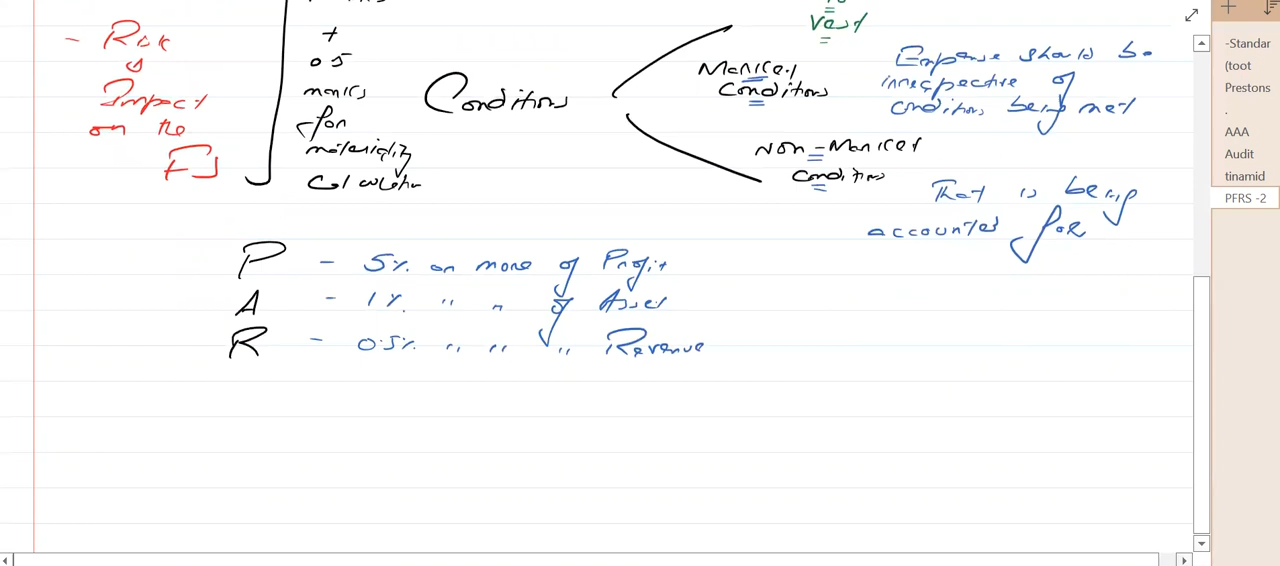 - Risk
&
Impact
on the
FS
+
05
marks
for
materiality
Calculation
Conditions
to
Vest
Market
Conditions
Non-Market
Conditions
Expense should be
irrespective of
conditions being met
That is being
accounted for
P - 5% or more of Profit
A - 1% " " of Asset
R - 0.5% " " " Revenue
-Standar
(toot
Prestons
.
AAA
Audit
tinamid
PFRS -2